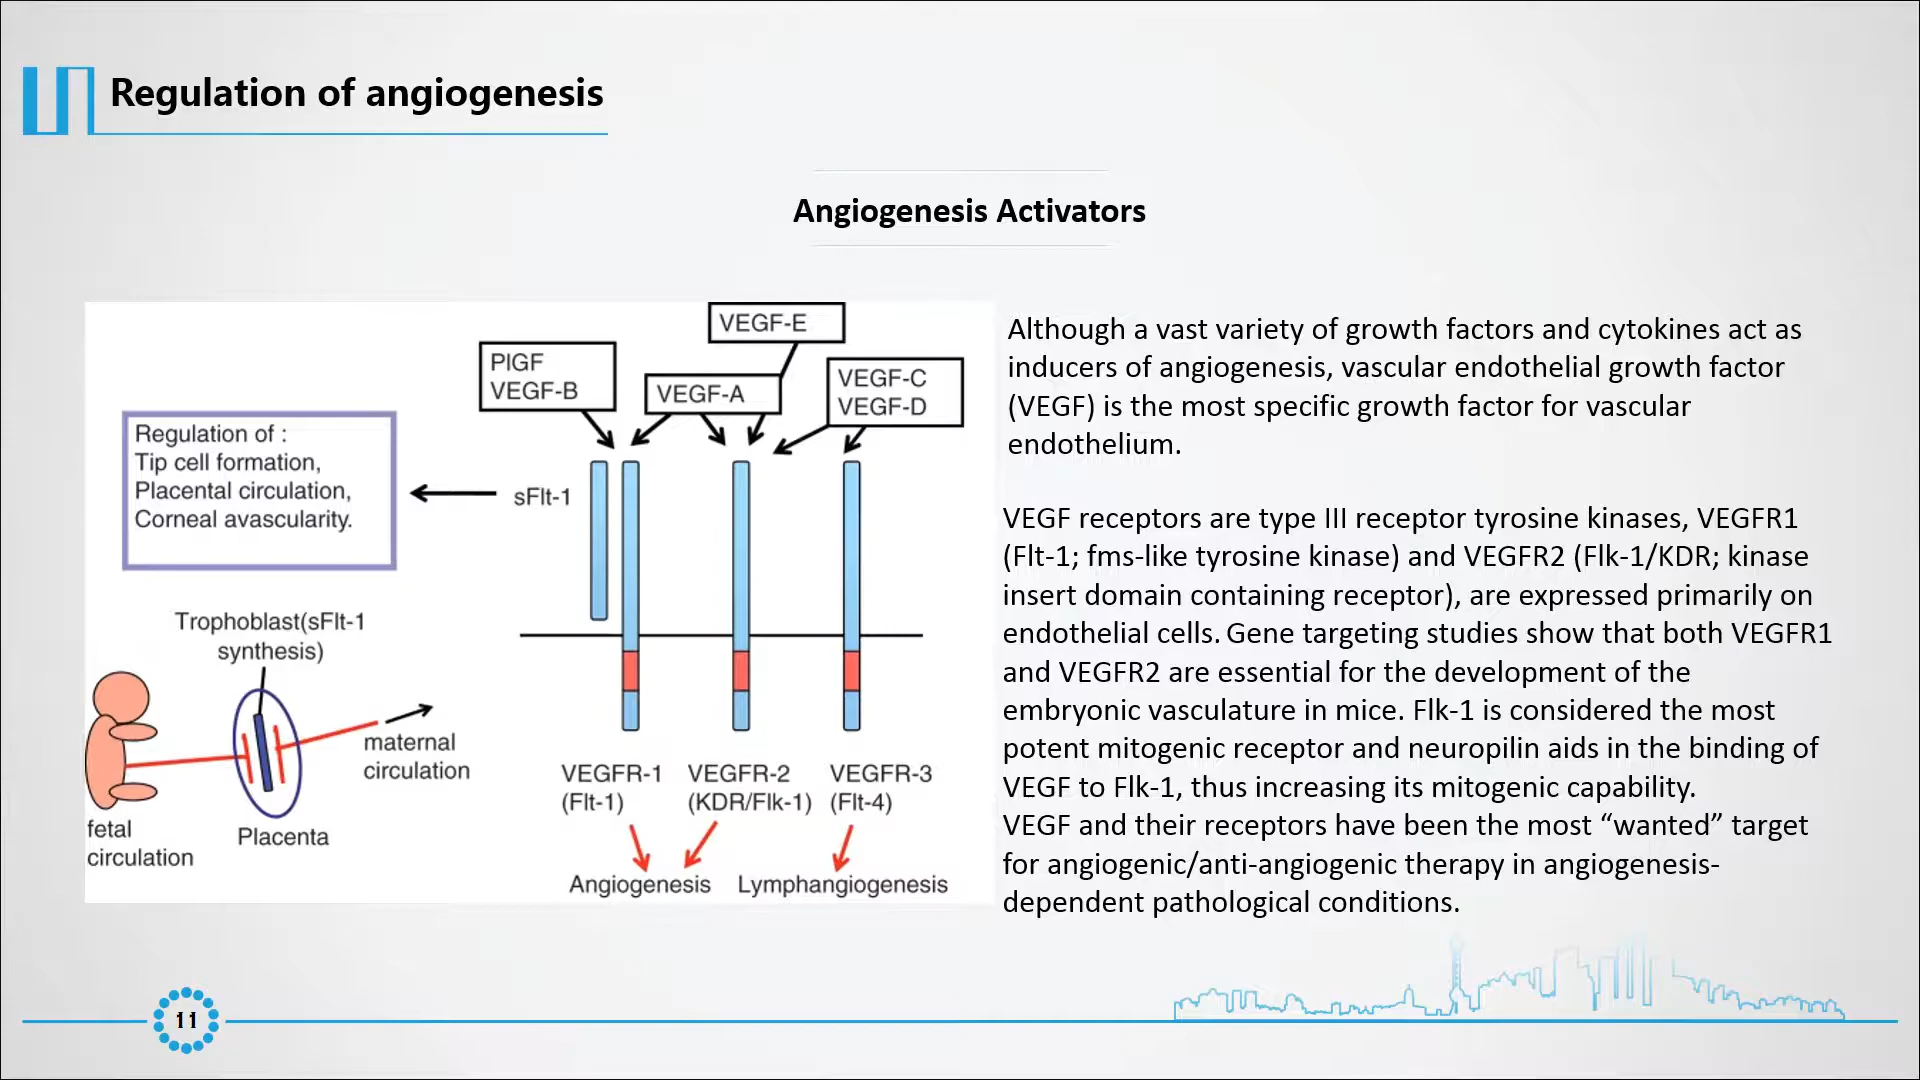 Regulation of angiogenesis
Angiogenesis Activators
VEGF-E
PlGF
VEGF-B
VEGF-A
VEGF-C
VEGF-D
Regulation of :
Tip cell formation,
Placental circulation,
Corneal avascularity.
sFlt-1
Trophoblast(sFlt-1
synthesis)
maternal
circulation
fetal
circulation
Placenta
VEGFR-1
(Flt-1)
VEGFR-2
(KDR/Flk-1)
VEGFR-3
(Flt-4)
Angiogenesis
Lymphangiogenesis
Although a vast variety of growth factors and cytokines act as
inducers of angiogenesis, vascular endothelial growth factor
(VEGF) is the most specific growth factor for vascular
endothelium.
VEGF receptors are type III receptor tyrosine kinases, VEGFR1
(Flt-1; fms-like tyrosine kinase) and VEGFR2 (Flk-1/KDR; kinase
insert domain containing receptor), are expressed primarily on
endothelial cells. Gene targeting studies show that both VEGFR1
and VEGFR2 are essential for the development of the
embryonic vasculature in mice. Flk-1 is considered the most
potent mitogenic receptor and neuropilin aids in the binding of
VEGF to Flk-1, thus increasing its mitogenic capability.
VEGF and their receptors have been the most “wanted” target
for angiogenic/anti-angiogenic therapy in angiogenesis-
dependent pathological conditions.
11